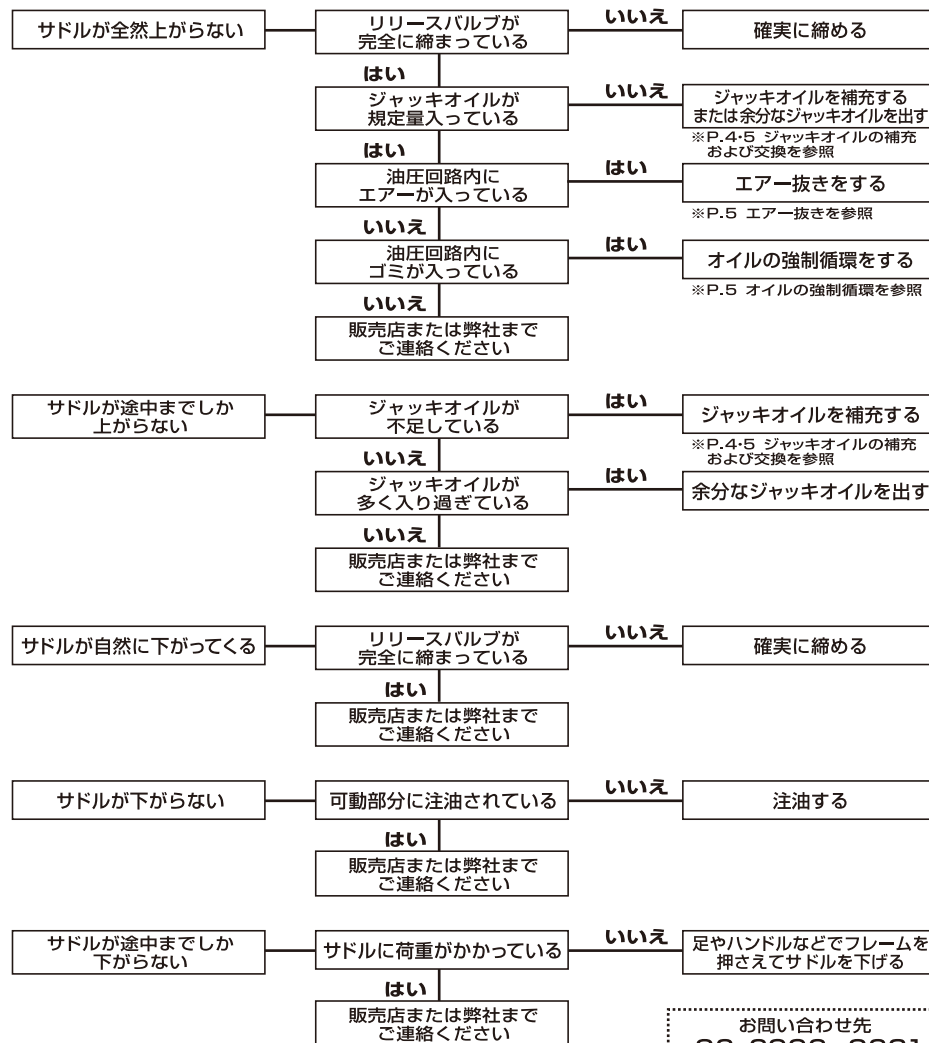 サドルが全然上がらない
リリースバルブが
完全に締まっている
いいえ
確実に締める
はい
ジャッキオイルが
規定量入っている
いいえ
ジャッキオイルを補充する
または余分なジャッキオイルを出す
※P.4・5 ジャッキオイルの補充
および交換を参照
はい
油圧回路内に
エアーが入っている
はい
エアー抜きをする
※P.5 エアー抜きを参照
いいえ
油圧回路内に
ゴミが入っている
はい
オイルの強制循環をする
※P.5 オイルの強制循環を参照
いいえ
販売店または弊社まで
ご連絡ください
サドルが途中までしか
上がらない
ジャッキオイルが
不足している
はい
ジャッキオイルを補充する
※P.4・5 ジャッキオイルの補充
および交換を参照
いいえ
ジャッキオイルが
多く入り過ぎている
はい
余分なジャッキオイルを出す
いいえ
販売店または弊社まで
ご連絡ください
サドルが自然に下がってくる
リリースバルブが
完全に締まっている
いいえ
確実に締める
はい
販売店または弊社まで
ご連絡ください
サドルが下がらない
可動部分に注油されている
いいえ
注油する
はい
販売店または弊社まで
ご連絡ください
サドルが途中までしか
下がらない
サドルに荷重がかかっている
いいえ
足やハンドルなどでフレームを
押さえてサドルを下げる
はい
販売店または弊社まで
ご連絡ください
お問い合わせ先